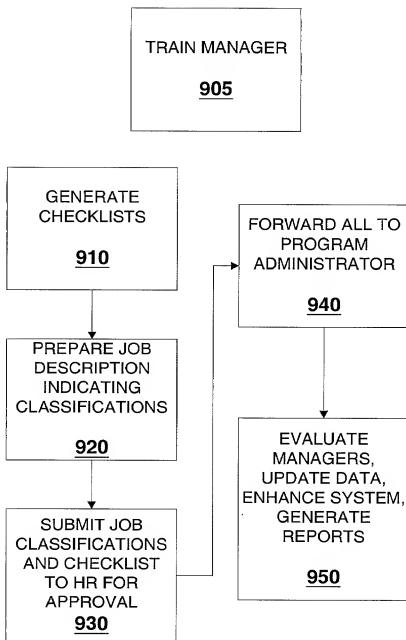 TRAIN MANAGER
905
GENERATE
CHECKLISTS
910
PREPARE JOB
DESCRIPTION
INDICATING
CLASSIFICATIONS
920
SUBMIT JOB
CLASSIFICATIONS
AND CHECKLIST
TO HR FOR
APPROVAL
930
FORWARD ALL TO
PROGRAM
ADMINISTRATOR
940
EVALUATE
MANAGERS,
UPDATE DATA,
ENHANCE SYSTEM,
GENERATE
REPORTS
950